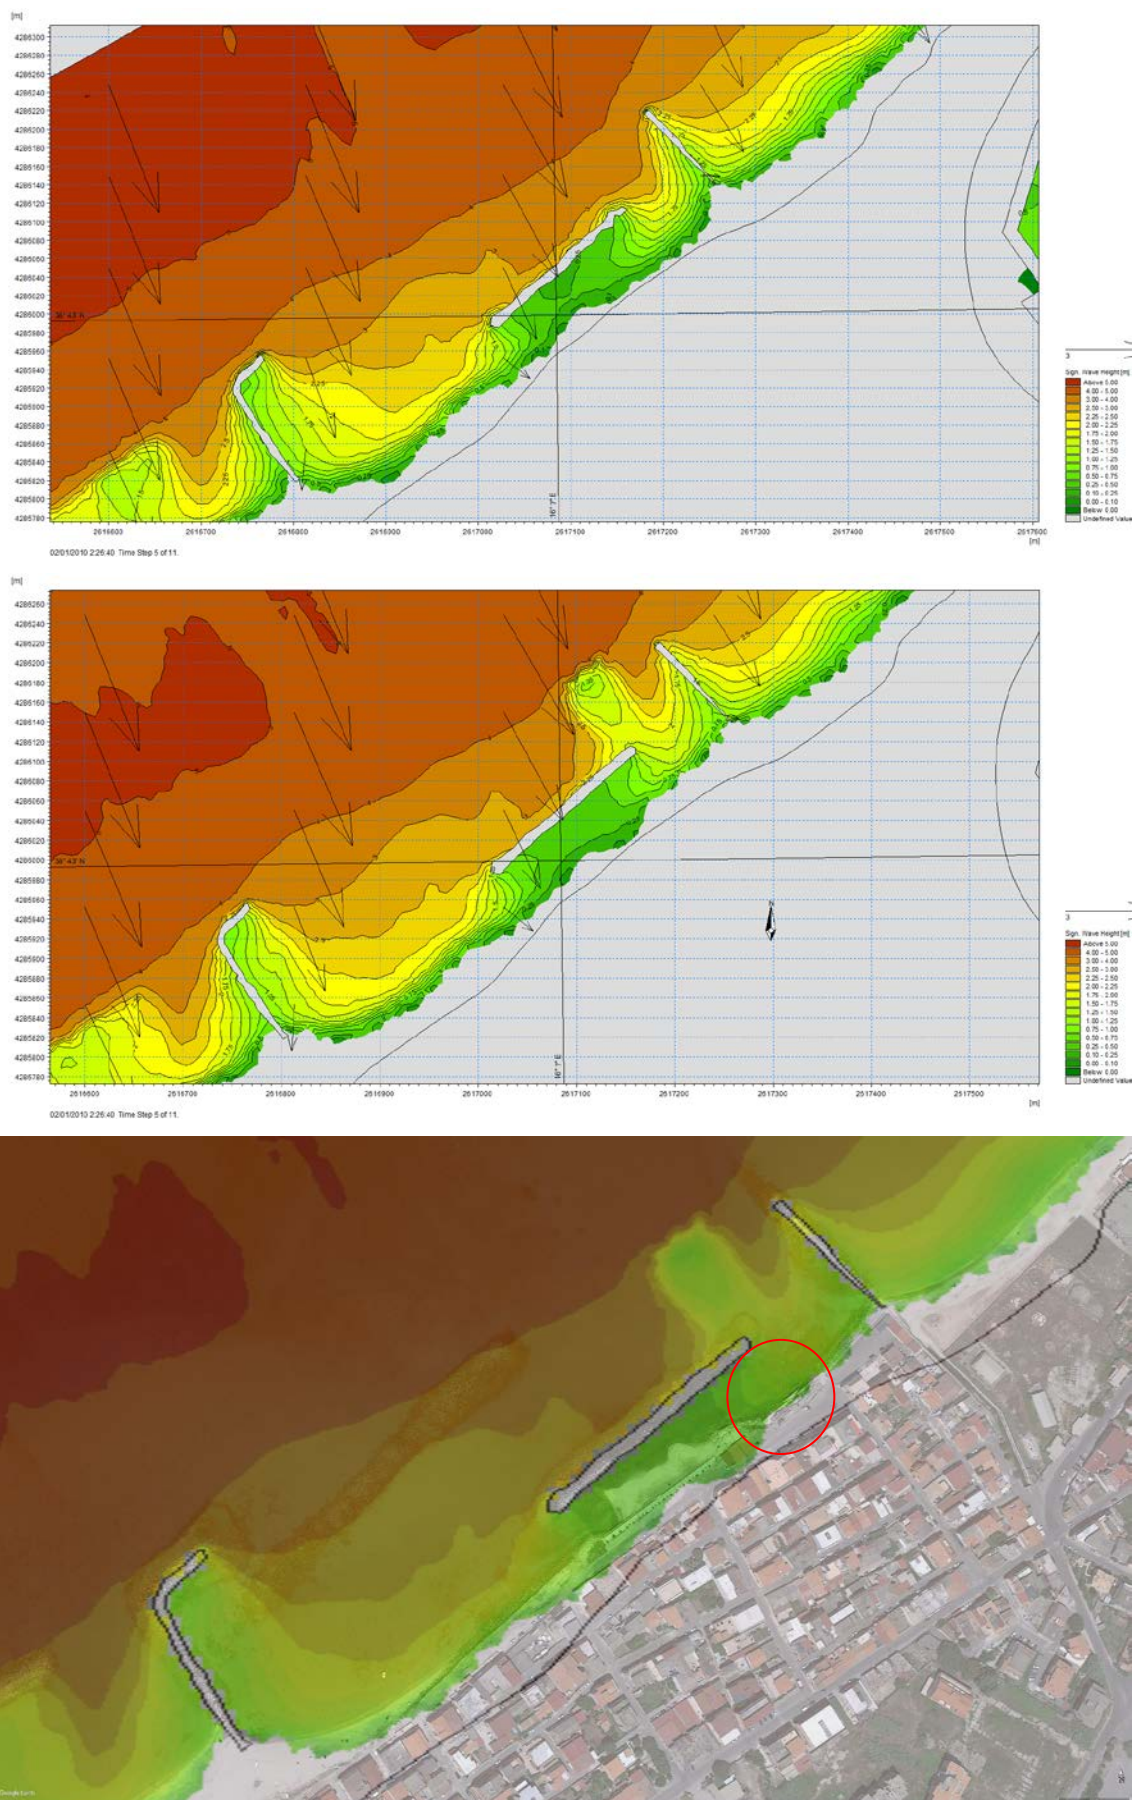 [m]
4286300
4286280
4286260
4286240
4286220
4286200
4286180
4286160
4286140
4286120
4286100
4286080
4286060
4286040
4286020
4286000
4285980
4285960
4285920
4285900
4285860
4285840
4285820
4285800
4285780
2616600
2616700
2616800
2616900
2617000
2617100
2617200
2617300
2617400
2617500
2617600
[m]
02/01/2010 2:26:40 Time Step 5 of 11.
3
Sign. Wave Height [m]
Above 5.00
4.00 - 5.00
3.00 - 4.00
2.50 - 3.00
2.25 - 2.50
2.00 - 2.25
1.75 - 2.00
1.50 - 1.75
1.25 - 1.50
1.00 - 1.25
0.75 - 1.00
0.50 - 0.75
0.25 - 0.50
0.10 - 0.25
0.00 - 0.10
Below 0.00
Undefined Value
[m]
4286260
4286240
4286220
4286200
4286180
4286160
4286140
4286120
4286100
4286080
4286060
4286040
4286020
4286000
4285980
4285960
4285940
4285920
4285900
4285880
4285860
4285840
4285820
4285800
4285780
N
2616600
2616700
2616800
2616900
2617000
2617100
2617200
2617300
2617400
2617500
[m]
02/01/2010 2:26:40 Time Step 5 of 11.
3
Sign. Wave Height [m]
Above 5.00
4.00 - 5.00
3.00 - 4.00
2.50 - 3.00
2.25 - 2.50
2.00 - 2.25
1.75 - 2.00
1.50 - 1.75
1.25 - 1.50
1.00 - 1.25
0.75 - 1.00
0.50 - 0.75
0.25 - 0.50
0.10 - 0.25
0.00 - 0.10
Below 0.00
Undefined Value
Google Earth